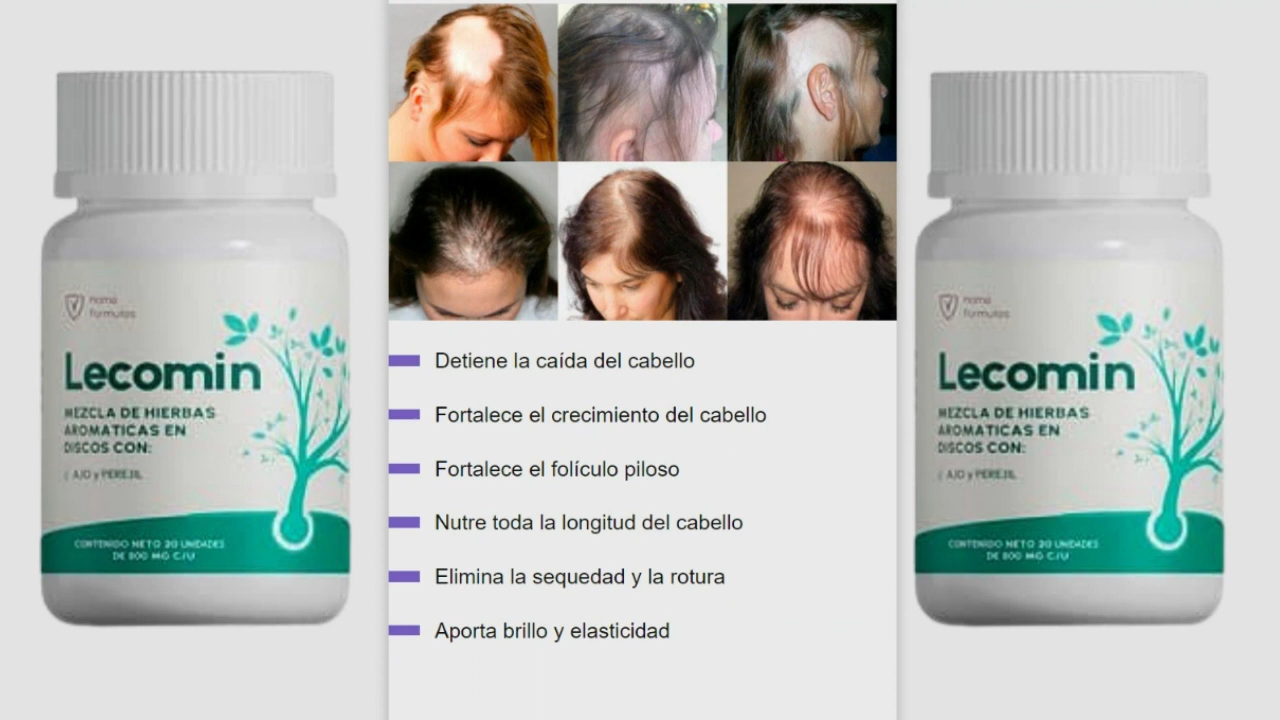 home
formulas
Lecomin
MEZCLA DE HIERBAS
AROMATICAS EN
DISCOS CON:
AJO y PEREJIL
CONTENIDO NETO 20 UNIDADES
DE 800 MG C/U
Detiene la caída del cabello
Fortalece el crecimiento del cabello
Fortalece el folículo piloso
Nutre toda la longitud del cabello
Elimina la sequedad y la rotura
Aporta brillo y elasticidad
home
formulas
Lecomin
MEZCLA DE HIERBAS
AROMATICAS EN
DISCOS CON:
AJO y PEREJIL
CONTENIDO NETO 20 UNIDADES
DE 800 MG C/U